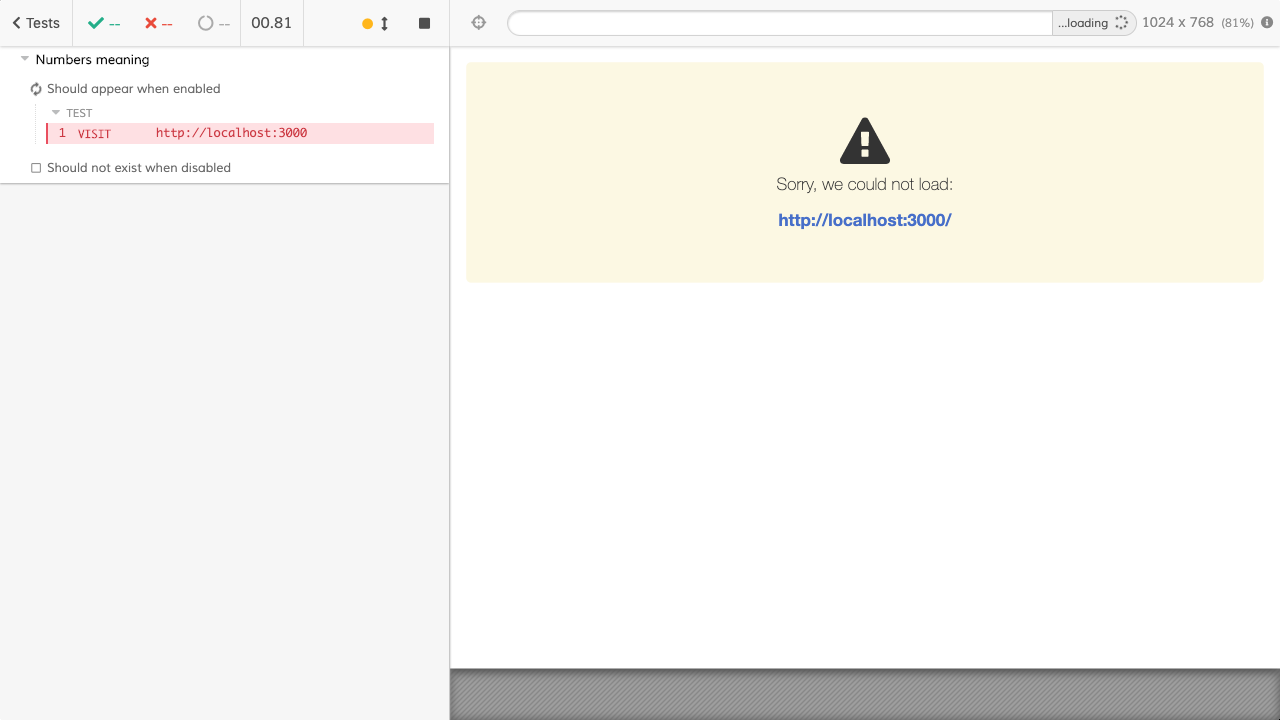 Tests -- -- -- 00.81
...loading 1024 x 768 (81%)
Numbers meaning
Should appear when enabled
TEST
1 VISIT http://localhost:3000
Should not exist when disabled
Sorry, we could not load:
http://localhost:3000/